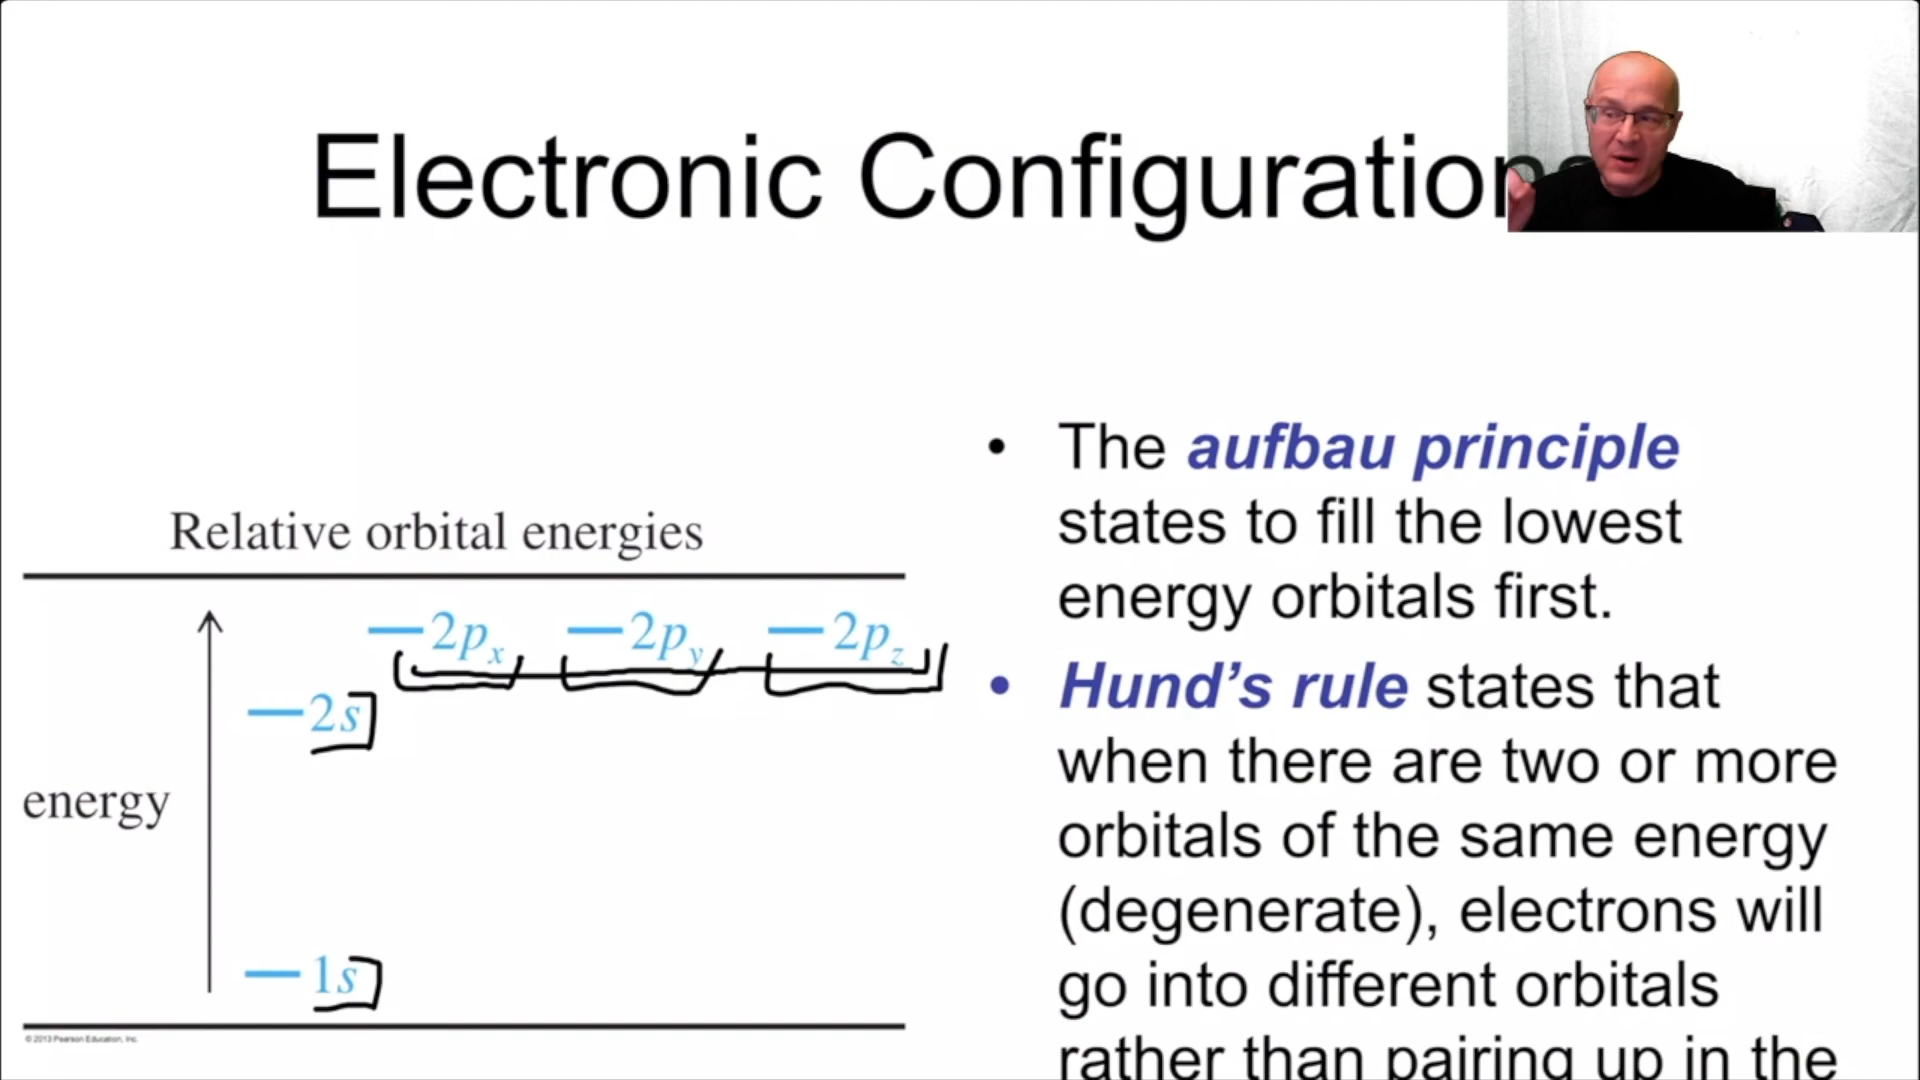 Electronic Configuration
Relative orbital energies
2pₓ 2p_y 2p_z
2s
energy
1s
© 2013 Pearson Education, Inc.
• The aufbau principle
states to fill the lowest
energy orbitals first.
• Hund’s rule states that
when there are two or more
orbitals of the same energy
(degenerate), electrons will
go into different orbitals
rather than pairing up in the